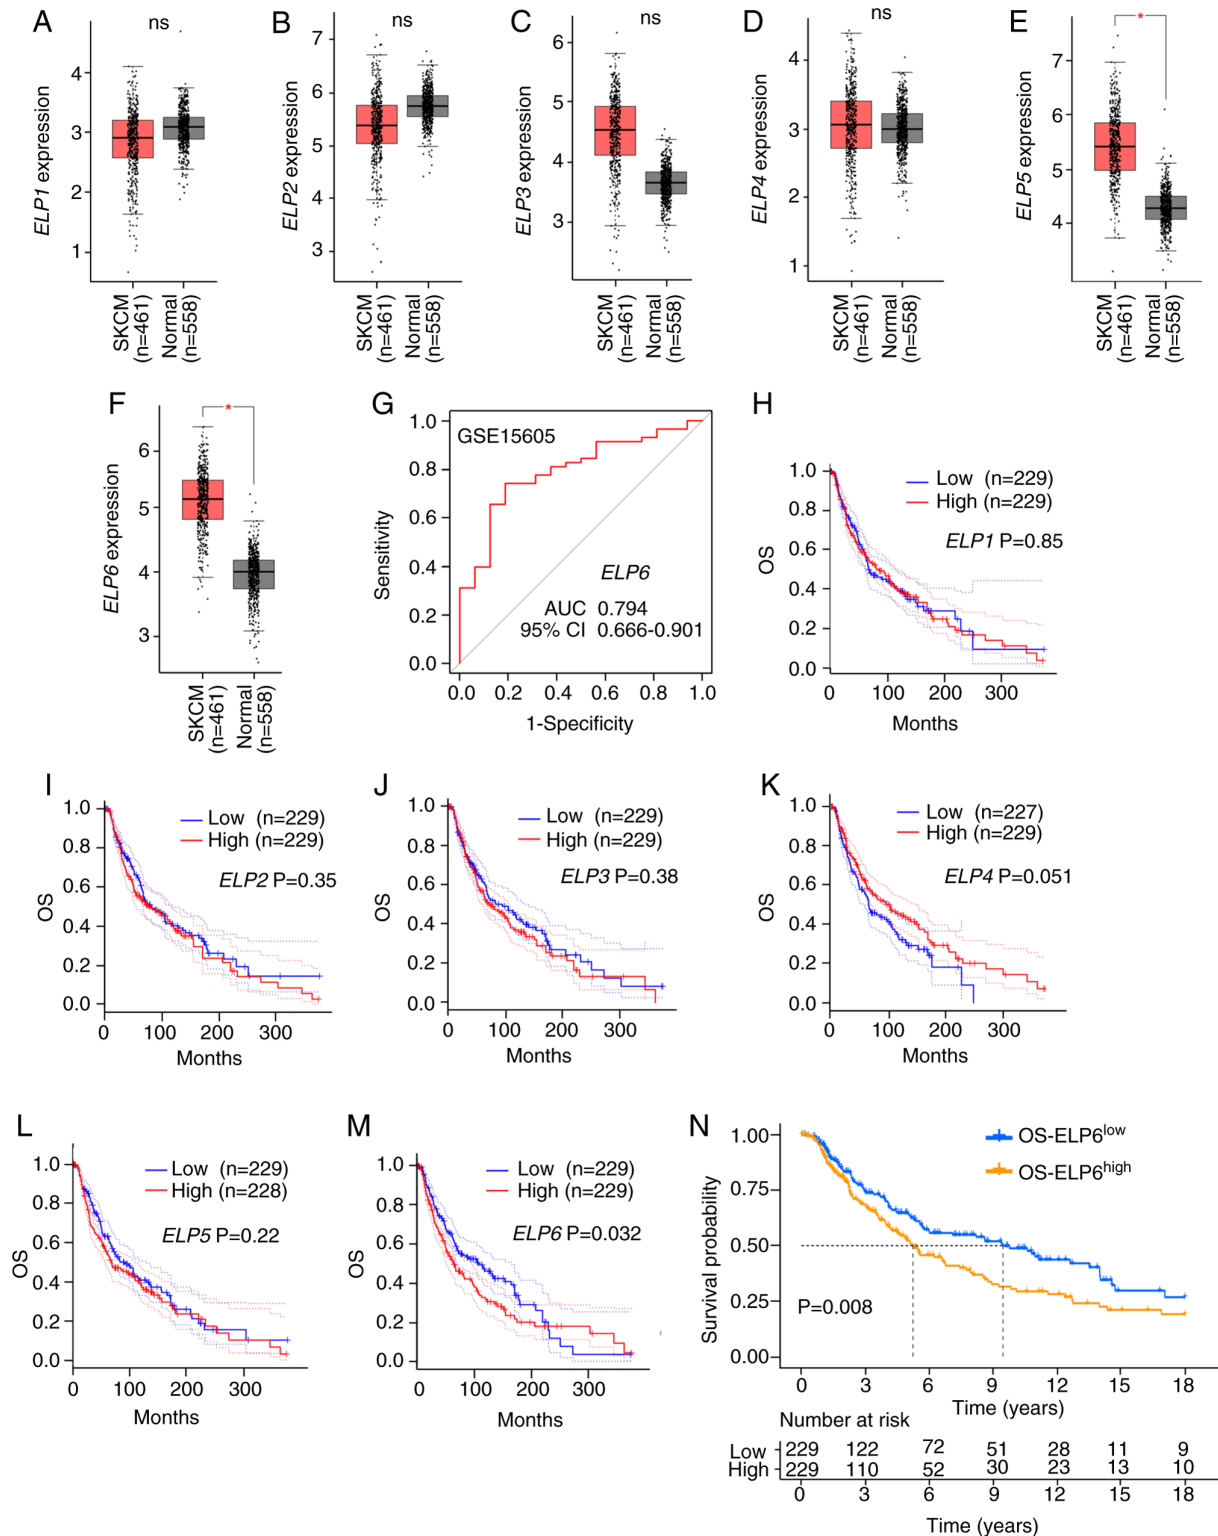 A
ns
ELP1 expression
4
3
2
1
SKCM
(n=461)
Normal
(n=558)
B
ns
ELP2 expression
7
6
5
4
3
SKCM
(n=461)
Normal
(n=558)
C
ELP3 expression
6
5
4
3
SKCM
(n=461)
Normal
(n=558)
D
ns
ELP4 expression
4
3
2
1
SKCM
(n=461)
Normal
(n=558)
E
*
ELP5 expression
7
6
5
4
SKCM
(n=461)
Normal
(n=558)
F
*
ELP6 expression
6
5
4
3
SKCM
(n=461)
Normal
(n=558)
G
GSE15605
Sensitivity
1.0
0.8
0.6
0.4
0.2
0.0
ELP6
AUC 0.794
95% CI 0.666-0.901
0.0 0.2 0.4 0.6 0.8 1.0
1-Specificity
H
OS
1.0
0.8
0.6
0.4
0.2
0.0
Low (n=229)
High (n=229)
ELP1 P=0.85
0 100 200 300
Months
I
OS
1.0
0.8
0.6
0.4
0.2
0.0
Low (n=229)
High (n=229)
ELP2 P=0.35
0 100 200 300
Months
J
OS
1.0
0.8
0.6
0.4
0.2
0.0
Low (n=229)
High (n=229)
ELP3 P=0.38
0 100 200 300
Months
K
OS
1.0
0.8
0.6
0.4
0.2
0.0
Low (n=227)
High (n=229)
ELP4 P=0.051
0 100 200 300
Months
L
OS
1.0
0.8
0.6
0.4
0.2
0.0
Low (n=229)
High (n=228)
ELP5 P=0.22
0 100 200 300
Months
M
OS
1.0
0.8
0.6
0.4
0.2
0.0
Low (n=229)
High (n=229)
ELP6 P=0.032
0 100 200 300
Months
N
Survival probability
1.00
0.75
0.50
0.25
0.00
OS-ELP6low
OS-ELP6high
P=0.008
0 3 6 9 12 15 18
Time (years)
Number at risk
Low 229 122 72 51 28 11 9
High 229 110 52 30 23 13 10
0 3 6 9 12 15 18
Time (years)